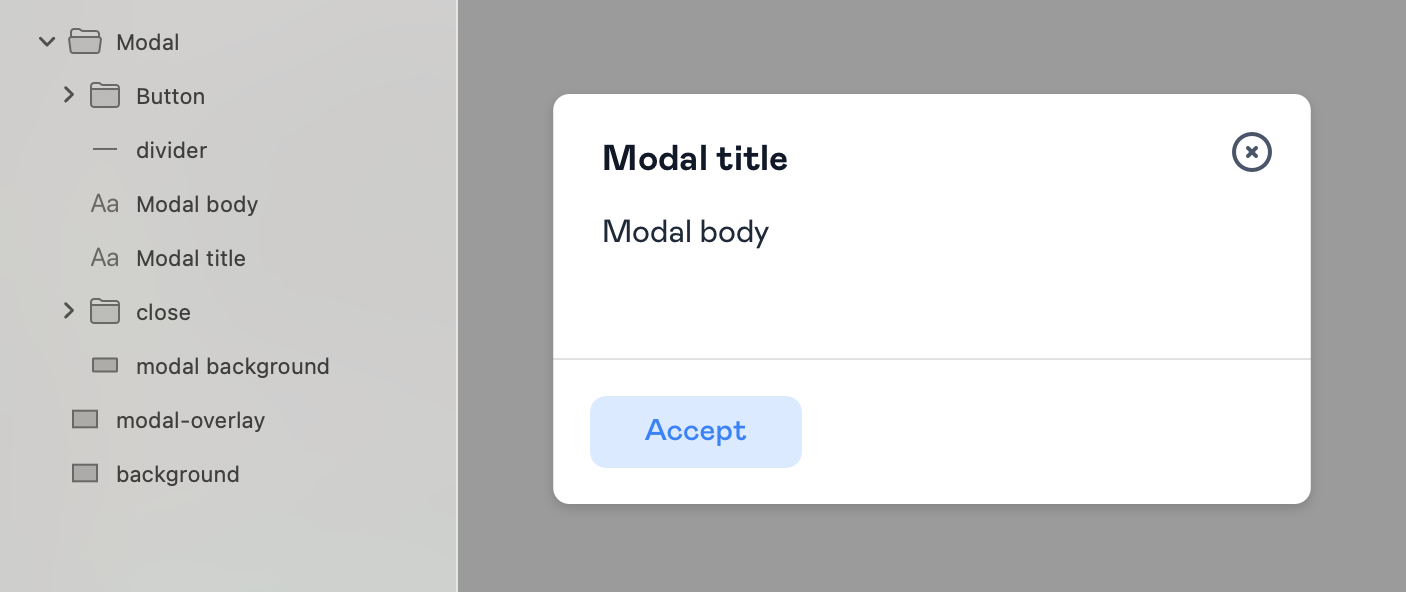 Modal
Button
divider
Aa Modal body
Aa Modal title
close
modal background
modal-overlay
background
Modal title
Modal body
Accept